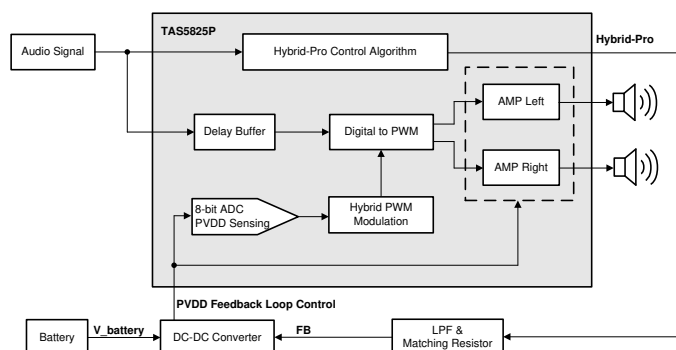 TAS5825P
Hybrid-Pro
Audio Signal
Hybrid-Pro Control Algorithm
AMP Left
Delay Buffer
Digital to PWM
AMP Right
8-bit ADC
PVDD Sensing
Hybrid PWM
Modulation
PVDD Feedback Loop Control
Battery
V_battery
DC-DC Converter
FB
LPF &
Matching Resistor